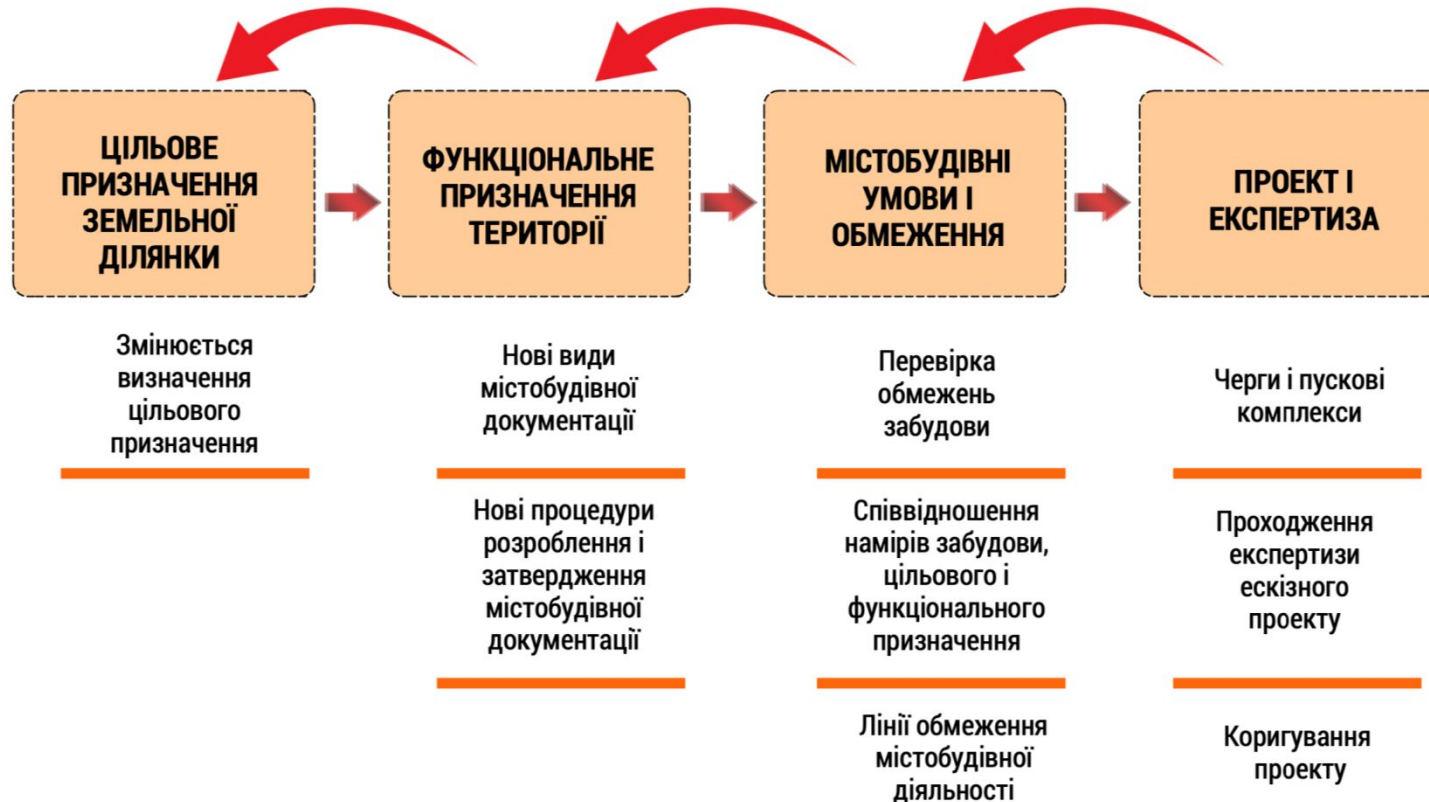 ЦІЛЬОВЕ
ПРИЗНАЧЕННЯ
ЗЕМЕЛЬНОЇ
ДІЛЯНКИ
ФУНКЦІОНАЛЬНЕ
ПРИЗНАЧЕННЯ
ТЕРИТОРІЇ
МІСТОБУДІВНІ
УМОВИ І
ОБМЕЖЕННЯ
ПРОЕКТ І
ЕКСПЕРТИЗА
Змінюється
визначення
цільового
призначення
Нові види
містобудівної
документації
Нові процедури
розроблення і
затвердження
містобудівної
документації
Перевірка
обмежень
забудови
Співвідношення
намірів забудови,
цільового і
функціонального
призначення
Лінії обмеження
містобудівної
діяльності
Черги і пускові
комплекси
Проходження
експертизи
ескізного
проекту
Коригування
проекту